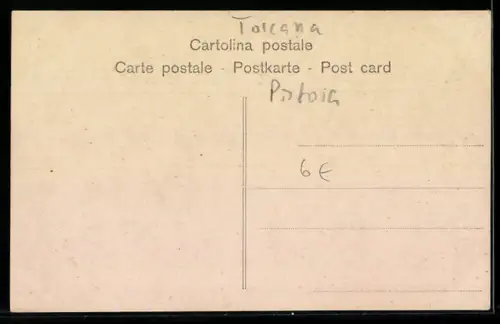 Toscana
Cartolina postale
Carte postale - Postkarte - Post card
Pistoia
6€